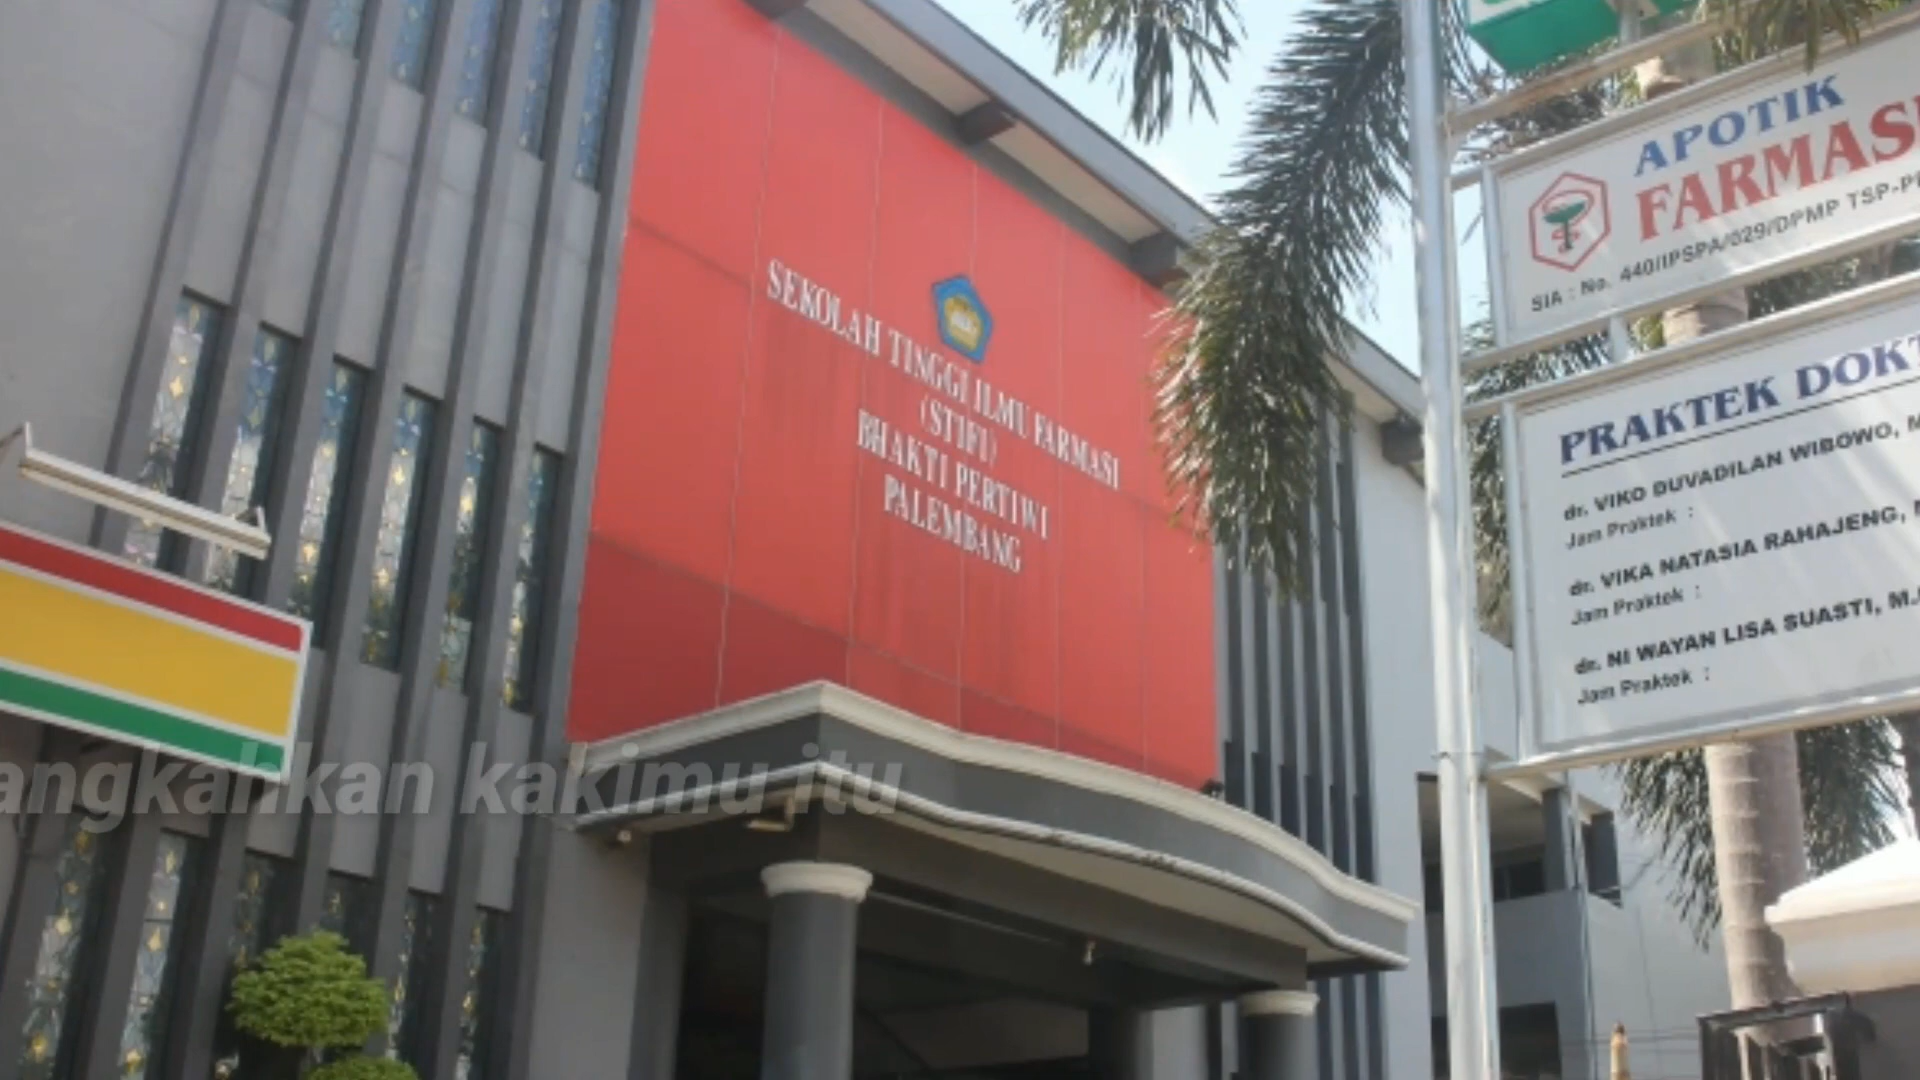 SEKOLAH TINGGI ILMU FARMASI
(STIFI)
BHAKTI PERTIWI
PALEMBANG
APOTIK
FARMASI
SIA : No. 440/IPSPA/029/DPMP TSP-P
PRAKTEK DOKT
dr. VIKO DUVADILAN WIBOWO, M
Jam Praktek :
dr. VIKA NATASIA RAHAJENG, M
Jam Praktek :
dr. NI WAYAN LISA SUASTI, M.
Jam Praktek :
angkahkan kakimu itu